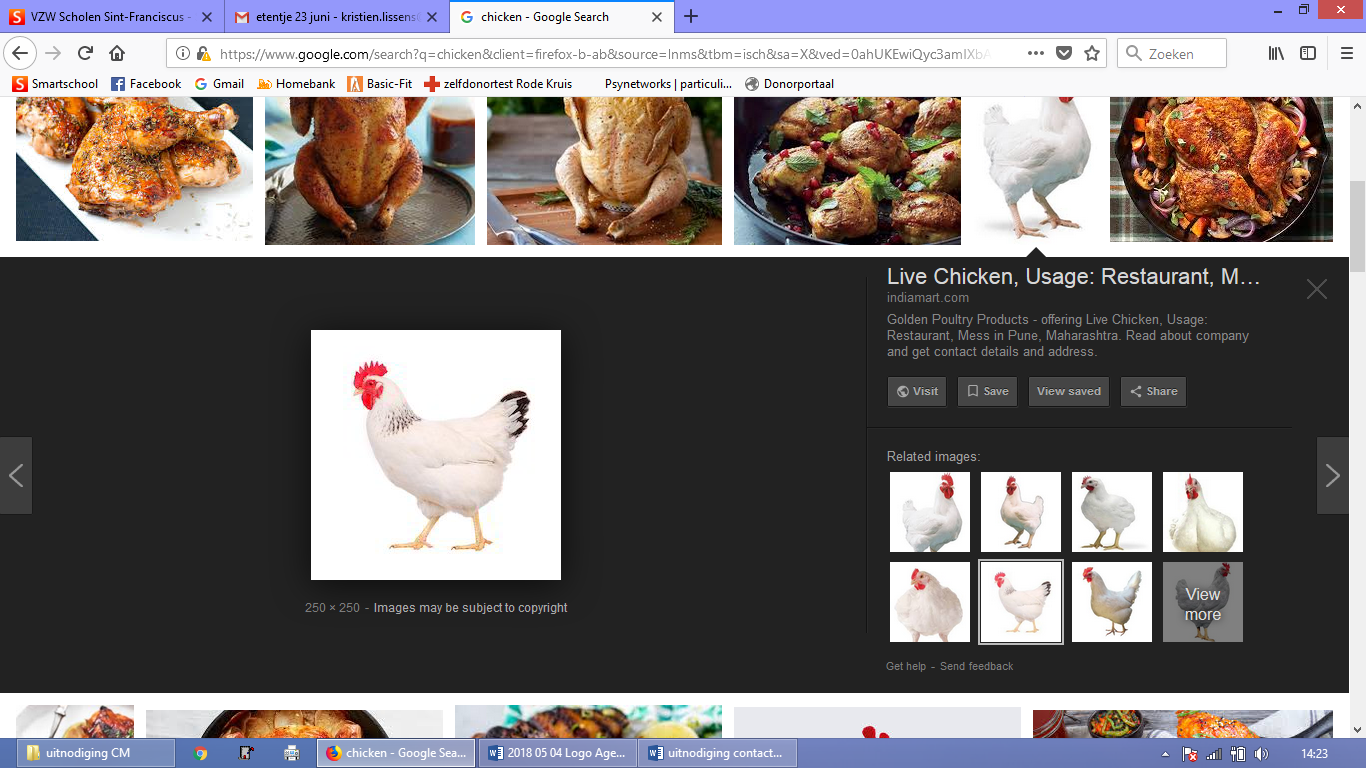 VZW Scholen Sint-Franciscus -
etentje 23 juni - kristien.lissens
chicken - Google Search
https://www.google.com/search?q=chicken&client=firefox-b-ab&source=lnms&tbm=isch&sa=X&ved=0ahUKEwiQyc3amIXbA
Zoeken
Smartschool
Facebook
Gmail
Homebank
Basic-Fit
zelfdonortest Rode Kruis
Psynetworks | particuli...
Donorportaal
Live Chicken, Usage: Restaurant, M...
indiamart.com
Golden Poultry Products - offering Live Chicken, Usage:
Restaurant, Mess in Pune, Maharashtra. Read about company
and get contact details and address.
Visit
Save
View saved
Share
Related images:
View
more
250 × 250 - Images may be subject to copyright
Get help - Send feedback
uitnodiging CM
chicken - Google Sea...
2018 05 04 Logo Age...
uitnodiging contact...
14:23